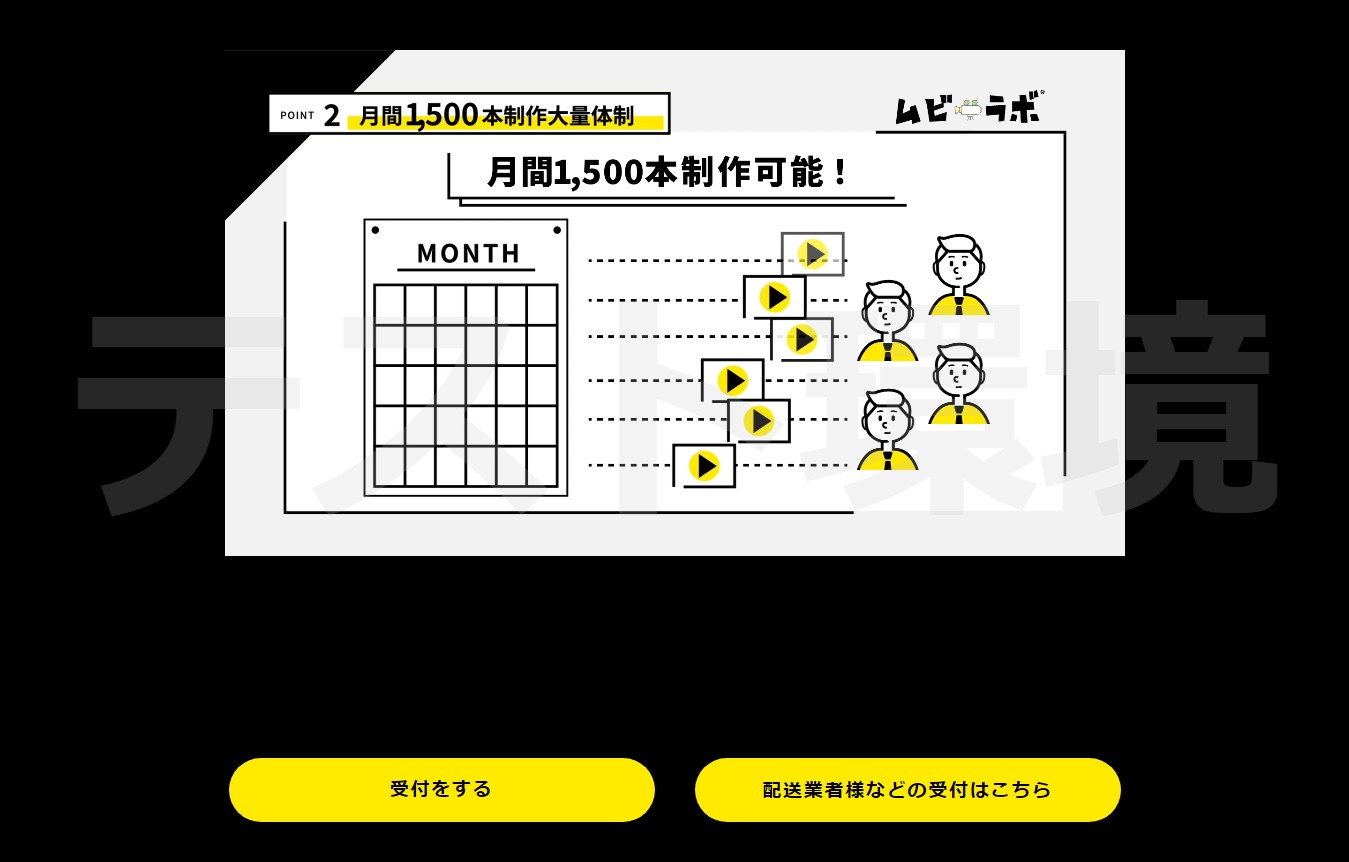 POINT 2 月間1,500本制作大量体制
ムビラボ®
月間1,500本制作可能！
MONTH
テスト環境
受付をする
配送業者様などの受付はこちら